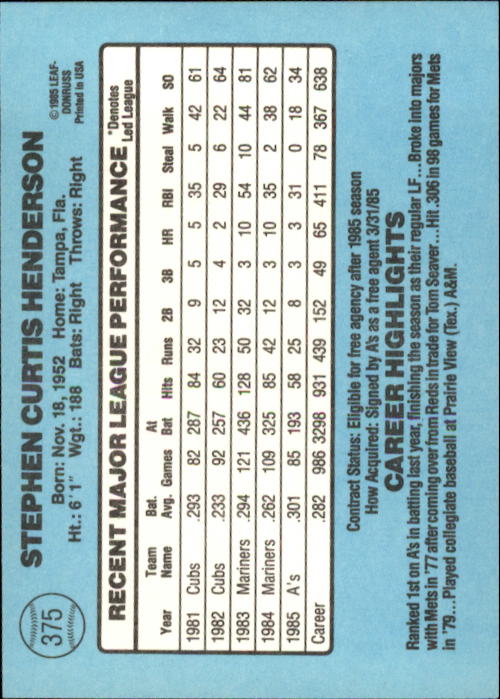 375
STEPHEN CURTIS HENDERSON
©1985 LEAF-
DONRUSS
Printed in USA
Born: Nov. 18, 1952 Home: Tampa, Fla.
Ht.: 6'1" Wgt.: 188 Bats: Right Throws: Right
RECENT MAJOR LEAGUE PERFORMANCE
*Denotes
Led League
Team Bat. At
Year Name Avg. Games Bat Hits Runs 2B 3B HR RBI Steal Walk SO
1981 Cubs .293 82 287 84 32 9 5 5 35 5 42 61
1982 Cubs .233 92 257 60 23 12 4 2 29 6 22 64
1983 Mariners .294 121 436 128 50 32 3 10 54 10 44 81
1984 Mariners .262 109 325 85 42 12 3 10 35 2 38 62
1985 A's .301 85 193 58 25 8 3 3 31 0 18 34
Career .282 986 3298 931 439 152 49 65 411 78 367 638
Contract Status: Eligible for free agency after 1985 season
How Acquired: Signed by A's as a free agent 3/31/85
CAREER HIGHLIGHTS
Ranked 1st on A's in batting last year, finishing the season as their regular LF...Broke into majors
with Mets in '77 after coming over from Reds in trade for Tom Seaver...Hit .306 in 98 games for Mets
in '79...Played collegiate baseball at Prairie View (Tex.) A&M.